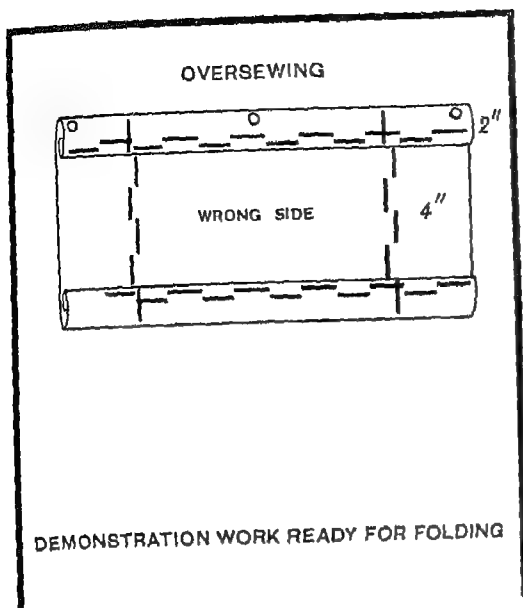 OVERSEWING
2"
WRONG SIDE
4"
DEMONSTRATION WORK READY FOR FOLDING